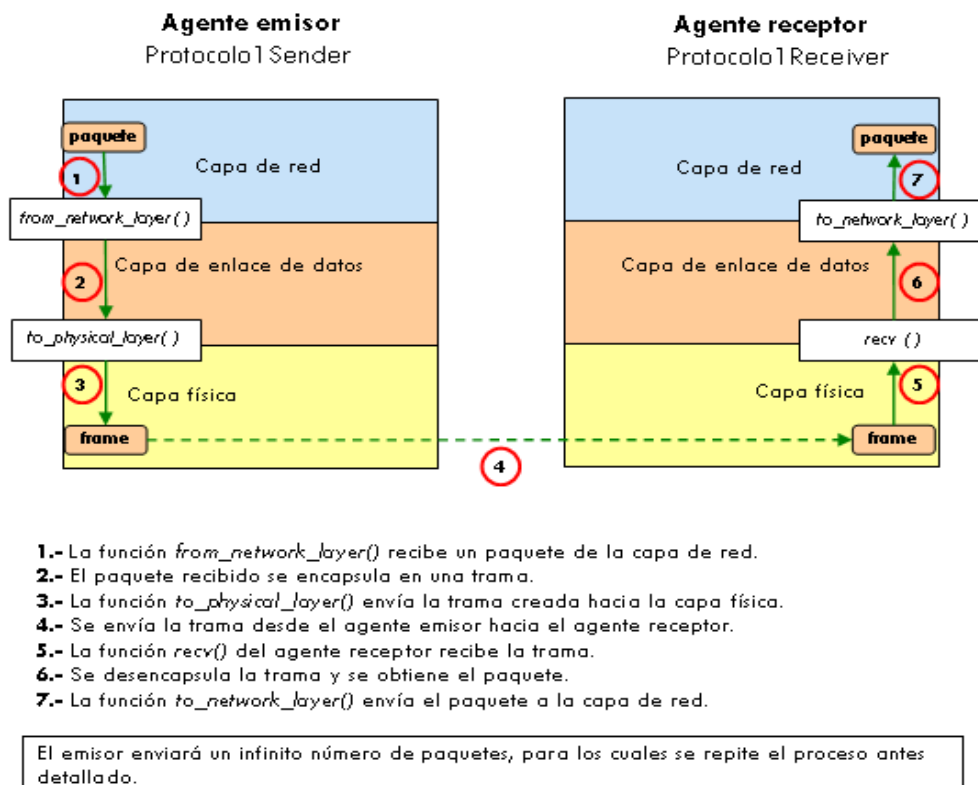 Agente emisor
Protocolo1Sender
Agente receptor
Protocolo1Receiver
paquete
Capa de red
1
from_network_layer( )
Capa de enlace de datos
2
to_physical_layer( )
3
Capa física
frame
4
paquete
Capa de red
7
to_network_layer( )
Capa de enlace de datos
6
recv ( )
Capa física
5
frame
1.- La función from_network_layer() recibe un paquete de la capa de red.
2.- El paquete recibido se encapsula en una trama.
3.- La función to_physical_layer() envía la trama creada hacia la capa física.
4.- Se envía la trama desde el agente emisor hacia el agente receptor.
5.- La función recv() del agente receptor recibe la trama.
6.- Se desencapsula la trama y se obtiene el paquete.
7.- La función to_network_layer() envía el paquete a la capa de red.
El emisor enviará un infinito número de paquetes, para los cuales se repite el proceso antes
detallado.